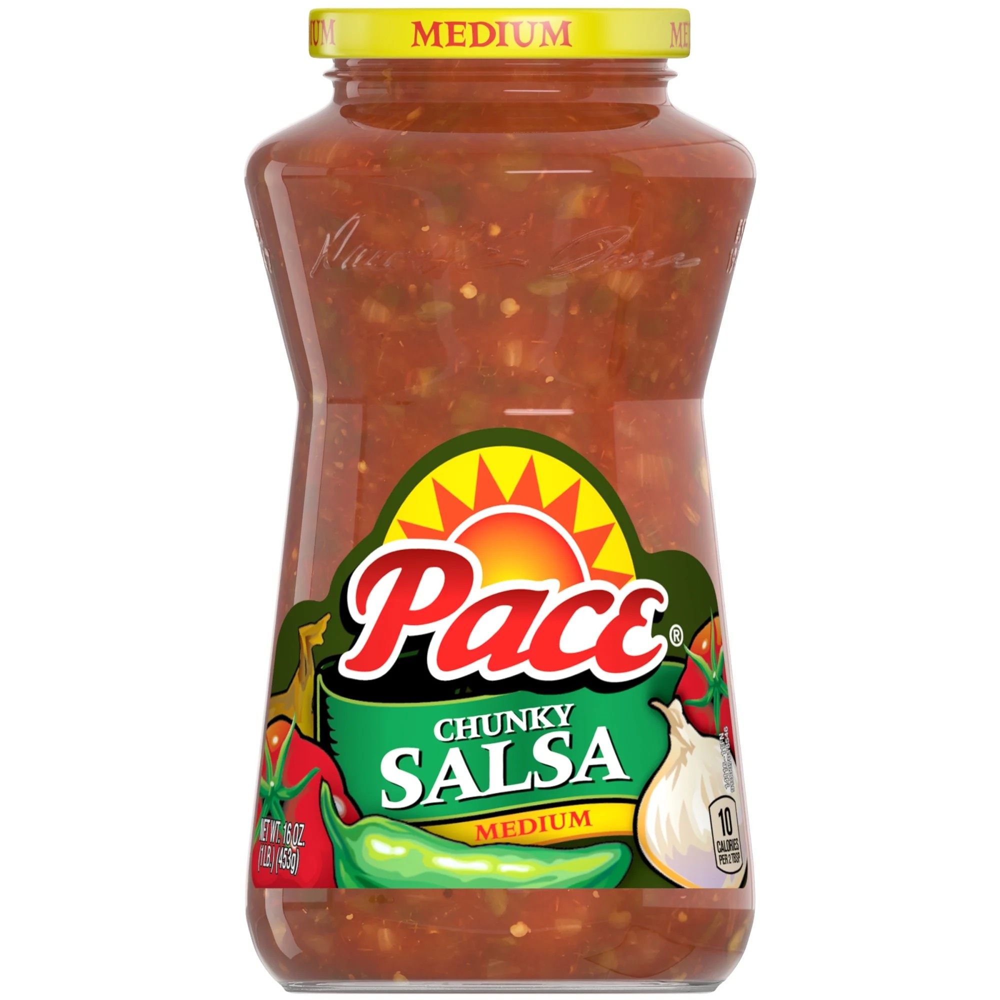 MEDIUM
Pace®
CHUNKY
SALSA
MEDIUM
NET WT. 16 OZ.
(1 LB.) (453g)
10
CALORIES
PER 2 TBSP